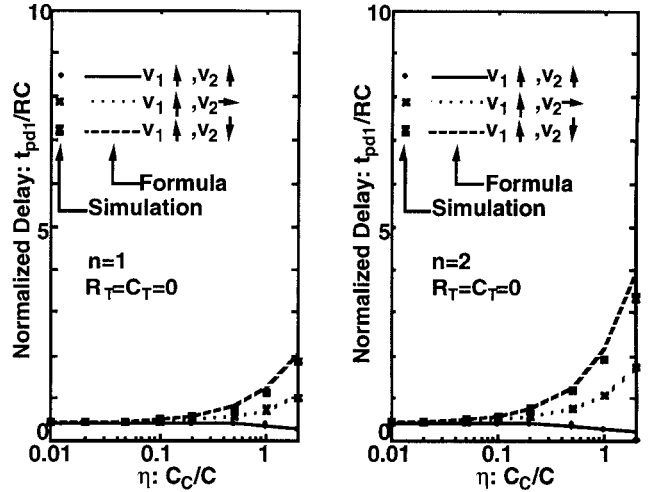 10
Normalized Delay: tpd1/RC
v1 ↑ ,v2 ↑
v1 ↑ ,v2 →
v1 ↑ ,v2 ↓
Formula
Simulation
5
n=1
RT=CT=0
0
0.01
0.1
1
η: CC/C
10
Normalized Delay: tpd1/RC
v1 ↑ ,v2 ↑
v1 ↑ ,v2 →
v1 ↑ ,v2 ↓
Formula
Simulation
5
n=2
RT=CT=0
0
0.01
0.1
1
η: CC/C